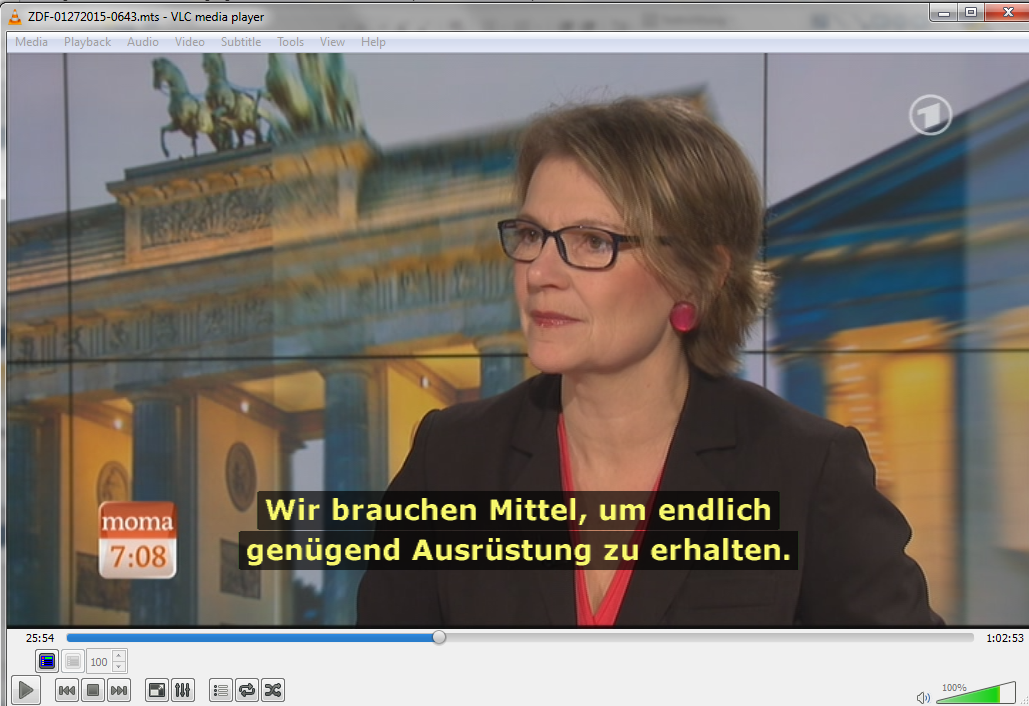 ZDF-01272015-0643.mts - VLC media player
Media Playback Audio Video Subtitle Tools View Help
1
moma
7:08
Wir brauchen Mittel, um endlich
genügend Ausrüstung zu erhalten.
25:54
1:02:53
100
100%